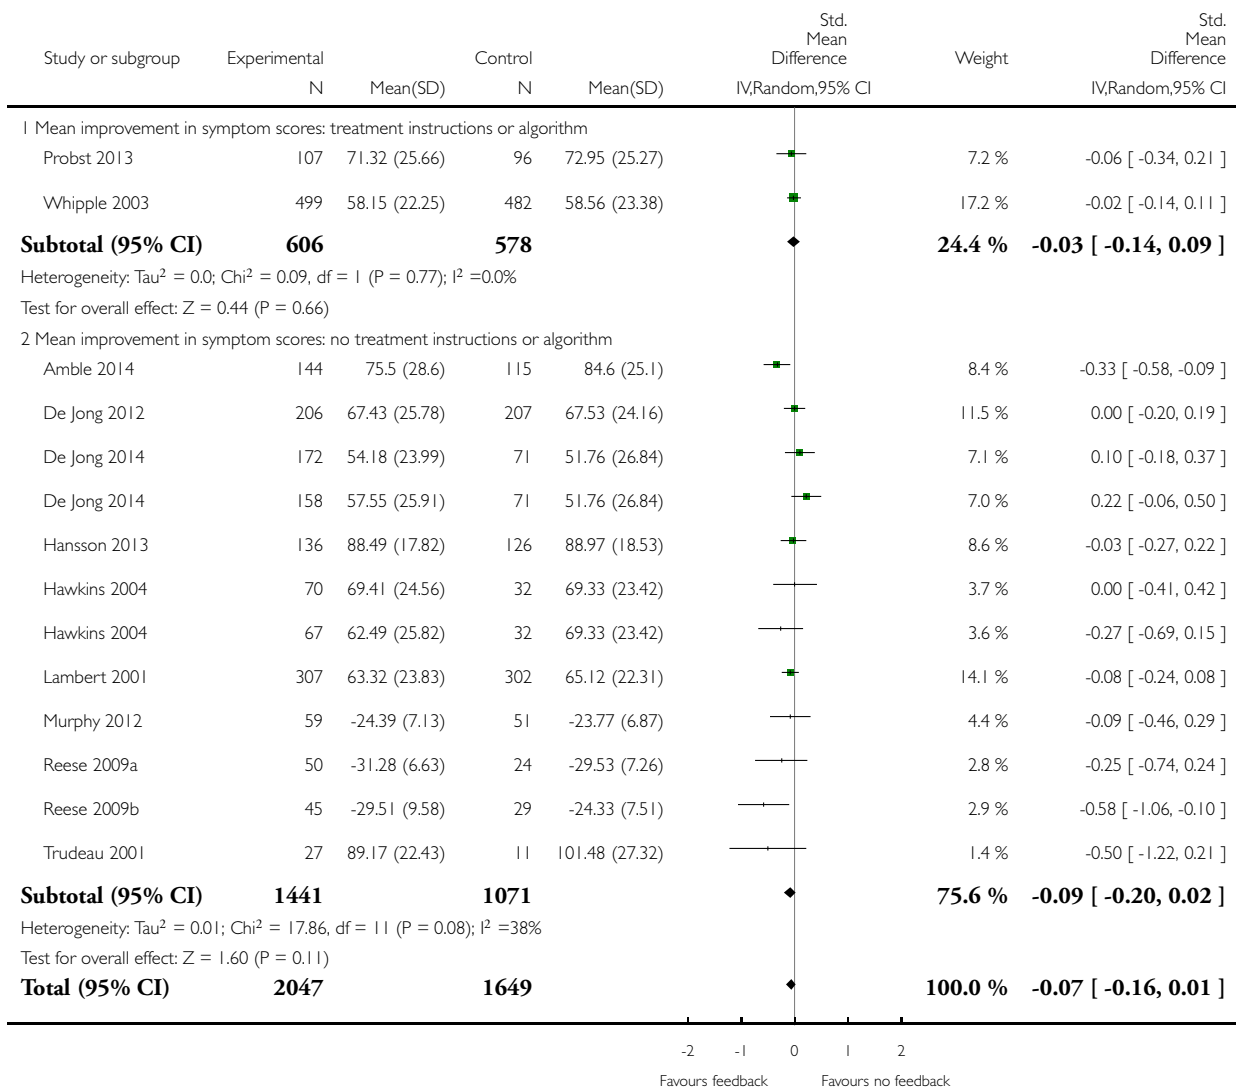 Std. Mean Difference Std. Mean Difference
Study or subgroup Experimental Control Weight
N Mean(SD) N Mean(SD) IV,Random,95% CI IV,Random,95% CI
1 Mean improvement in symptom scores: treatment instructions or algorithm
Probst 2013 107 71.32 (25.66) 96 72.95 (25.27) 7.2 % -0.06 [ -0.34, 0.21 ]
Whipple 2003 499 58.15 (22.25) 482 58.56 (23.38) 17.2 % -0.02 [ -0.14, 0.11 ]
Subtotal (95% CI) 606 578 24.4 % -0.03 [ -0.14, 0.09 ]
Heterogeneity: Tau² = 0.0; Chi² = 0.09, df = 1 (P = 0.77); I² =0.0%
Test for overall effect: Z = 0.44 (P = 0.66)
2 Mean improvement in symptom scores: no treatment instructions or algorithm
Amble 2014 144 75.5 (28.6) 115 84.6 (25.1) 8.4 % -0.33 [ -0.58, -0.09 ]
De Jong 2012 206 67.43 (25.78) 207 67.53 (24.16) 11.5 % 0.00 [ -0.20, 0.19 ]
De Jong 2014 172 54.18 (23.99) 71 51.76 (26.84) 7.1 % 0.10 [ -0.18, 0.37 ]
De Jong 2014 158 57.55 (25.91) 71 51.76 (26.84) 7.0 % 0.22 [ -0.06, 0.50 ]
Hansson 2013 136 88.49 (17.82) 126 88.97 (18.53) 8.6 % -0.03 [ -0.27, 0.22 ]
Hawkins 2004 70 69.41 (24.56) 32 69.33 (23.42) 3.7 % 0.00 [ -0.41, 0.42 ]
Hawkins 2004 67 62.49 (25.82) 32 69.33 (23.42) 3.6 % -0.27 [ -0.69, 0.15 ]
Lambert 2001 307 63.32 (23.83) 302 65.12 (22.31) 14.1 % -0.08 [ -0.24, 0.08 ]
Murphy 2012 59 -24.39 (7.13) 51 -23.77 (6.87) 4.4 % -0.09 [ -0.46, 0.29 ]
Reese 2009a 50 -31.28 (6.63) 24 -29.53 (7.26) 2.8 % -0.25 [ -0.74, 0.24 ]
Reese 2009b 45 -29.51 (9.58) 29 -24.33 (7.51) 2.9 % -0.58 [ -1.06, -0.10 ]
Trudeau 2001 27 89.17 (22.43) 11 101.48 (27.32) 1.4 % -0.50 [ -1.22, 0.21 ]
Subtotal (95% CI) 1441 1071 75.6 % -0.09 [ -0.20, 0.02 ]
Heterogeneity: Tau² = 0.01; Chi² = 17.86, df = 11 (P = 0.08); I² =38%
Test for overall effect: Z = 1.60 (P = 0.11)
Total (95% CI) 2047 1649 100.0 % -0.07 [ -0.16, 0.01 ]
-2 -1 0 1 2
Favours feedback Favours no feedback